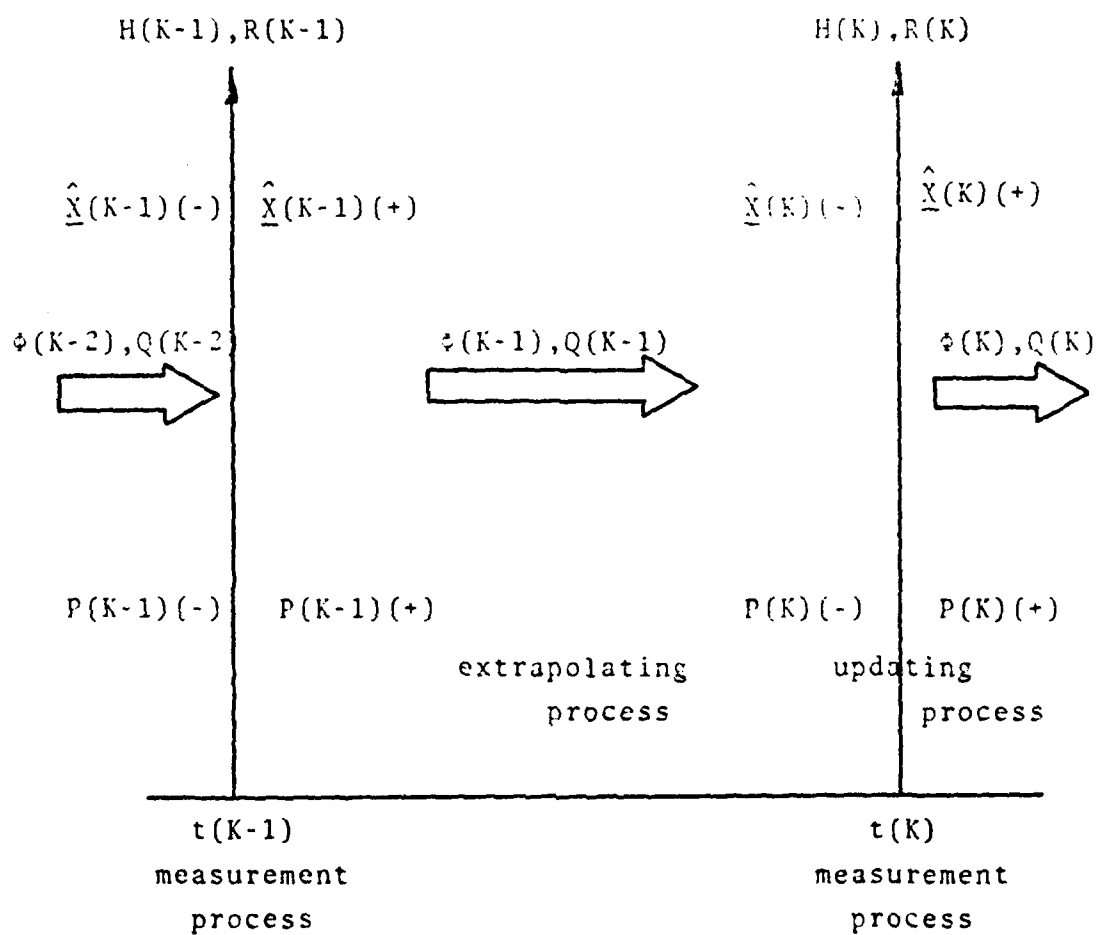 H(K-1),R(K-1)
H(K),R(K)
X̲̂(K-1)(-)
X̲̂(K-1)(+)
X̲̂(K)(-)
X̲̂(K)(+)
Φ(K-2),Q(K-2
Φ(K-1),Q(K-1)
Φ(K),Q(K)
P(K-1)(-)
P(K-1)(+)
P(K)(-)
P(K)(+)
extrapolating
process
updating
process
t(K-1)
measurement
process
t(K)
measurement
process